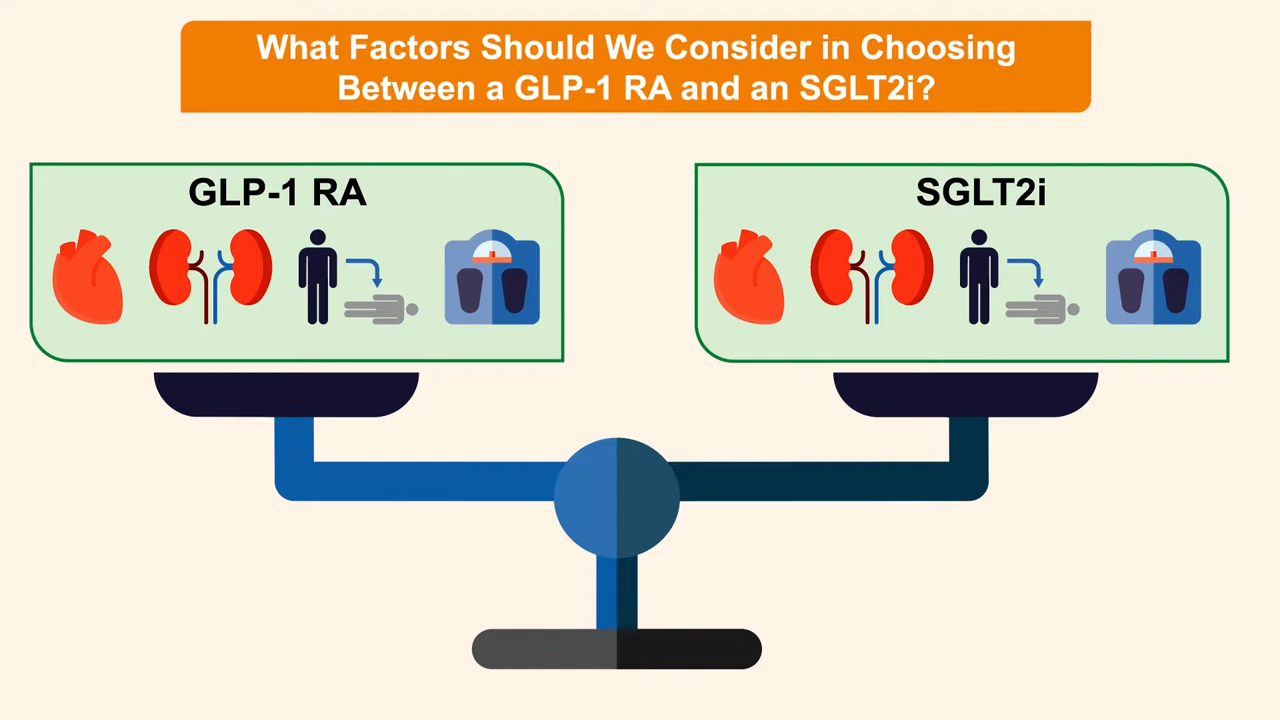 What Factors Should We Consider in Choosing
Between a GLP-1 RA and an SGLT2i?
GLP-1 RA
SGLT2i